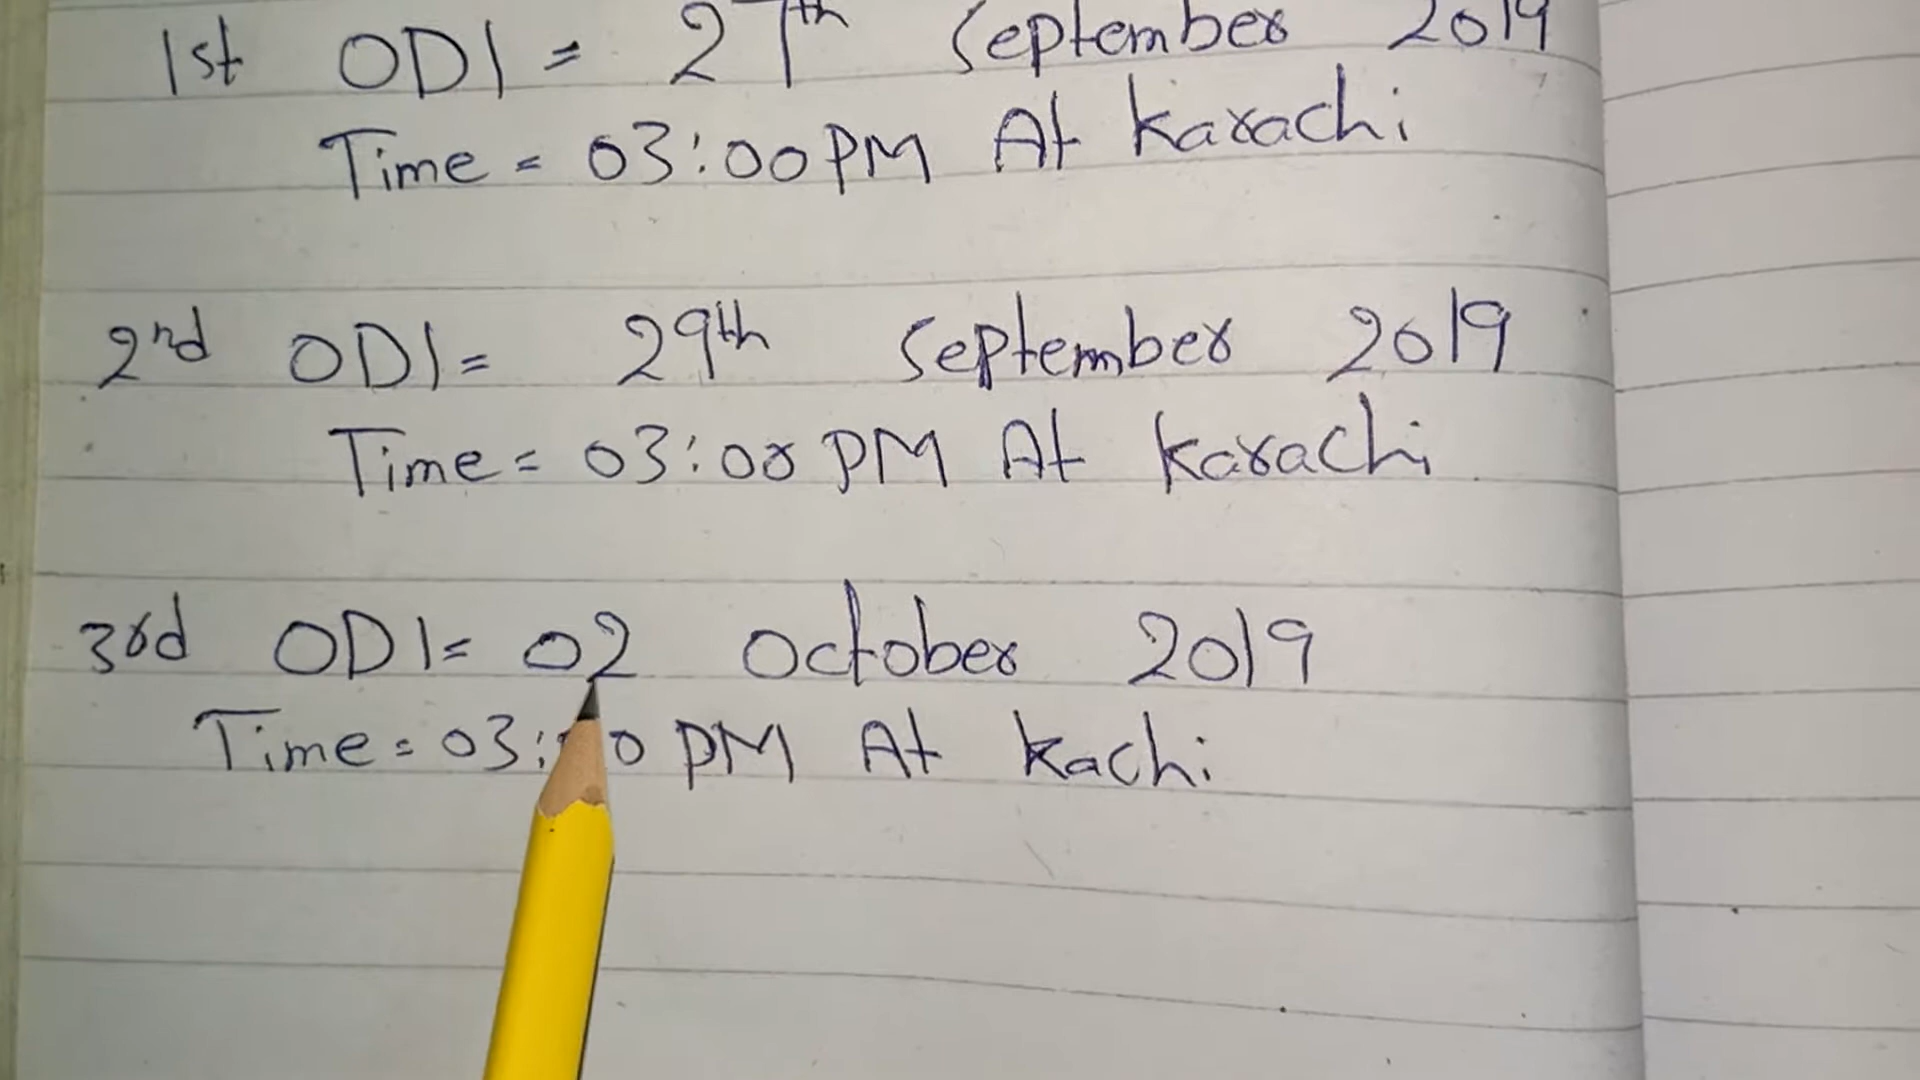 1st ODI = 27th September 2019
Time = 03:00 PM At Karachi
2nd ODI = 29th September 2019
Time = 03:00 PM At Karachi
3rd ODI = 02 October 2019
Time = 03:00 PM At Kachi